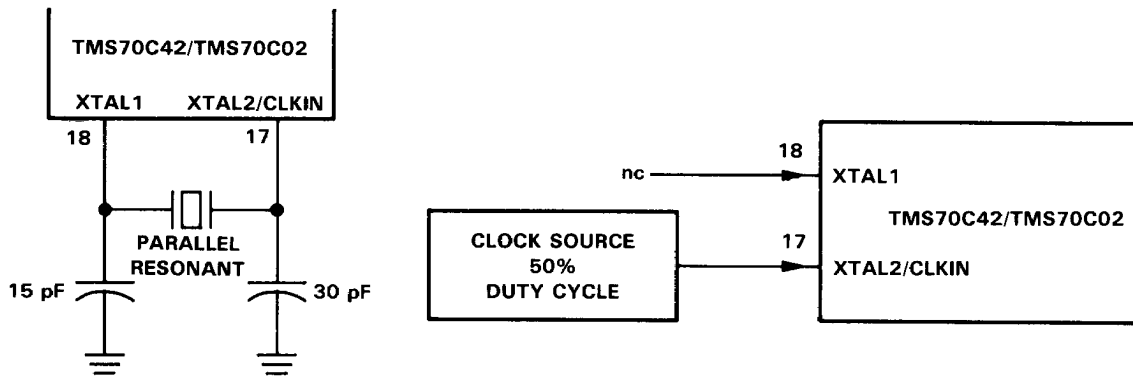 TMS70C42/TMS70C02
XTAL1 XTAL2/CLKIN
18 17
PARALLEL
RESONANT
15 pF 30 pF
18
nc XTAL1
TMS70C42/TMS70C02
CLOCK SOURCE
50%
DUTY CYCLE
17
XTAL2/CLKIN